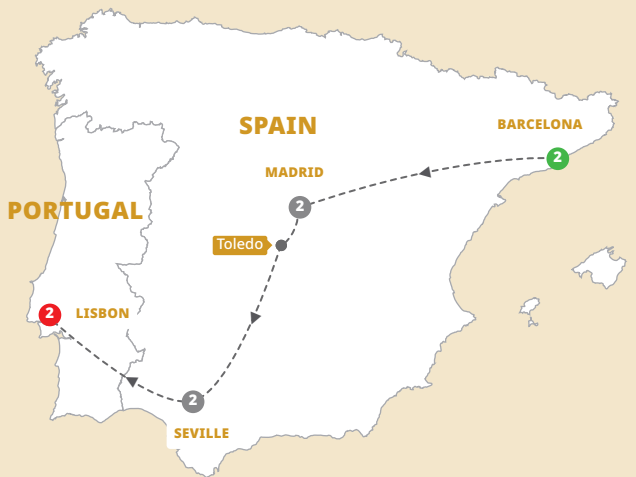 SPAIN
BARCELONA
2
MADRID
2
PORTUGAL
Toledo
2
LISBON
2
SEVILLE